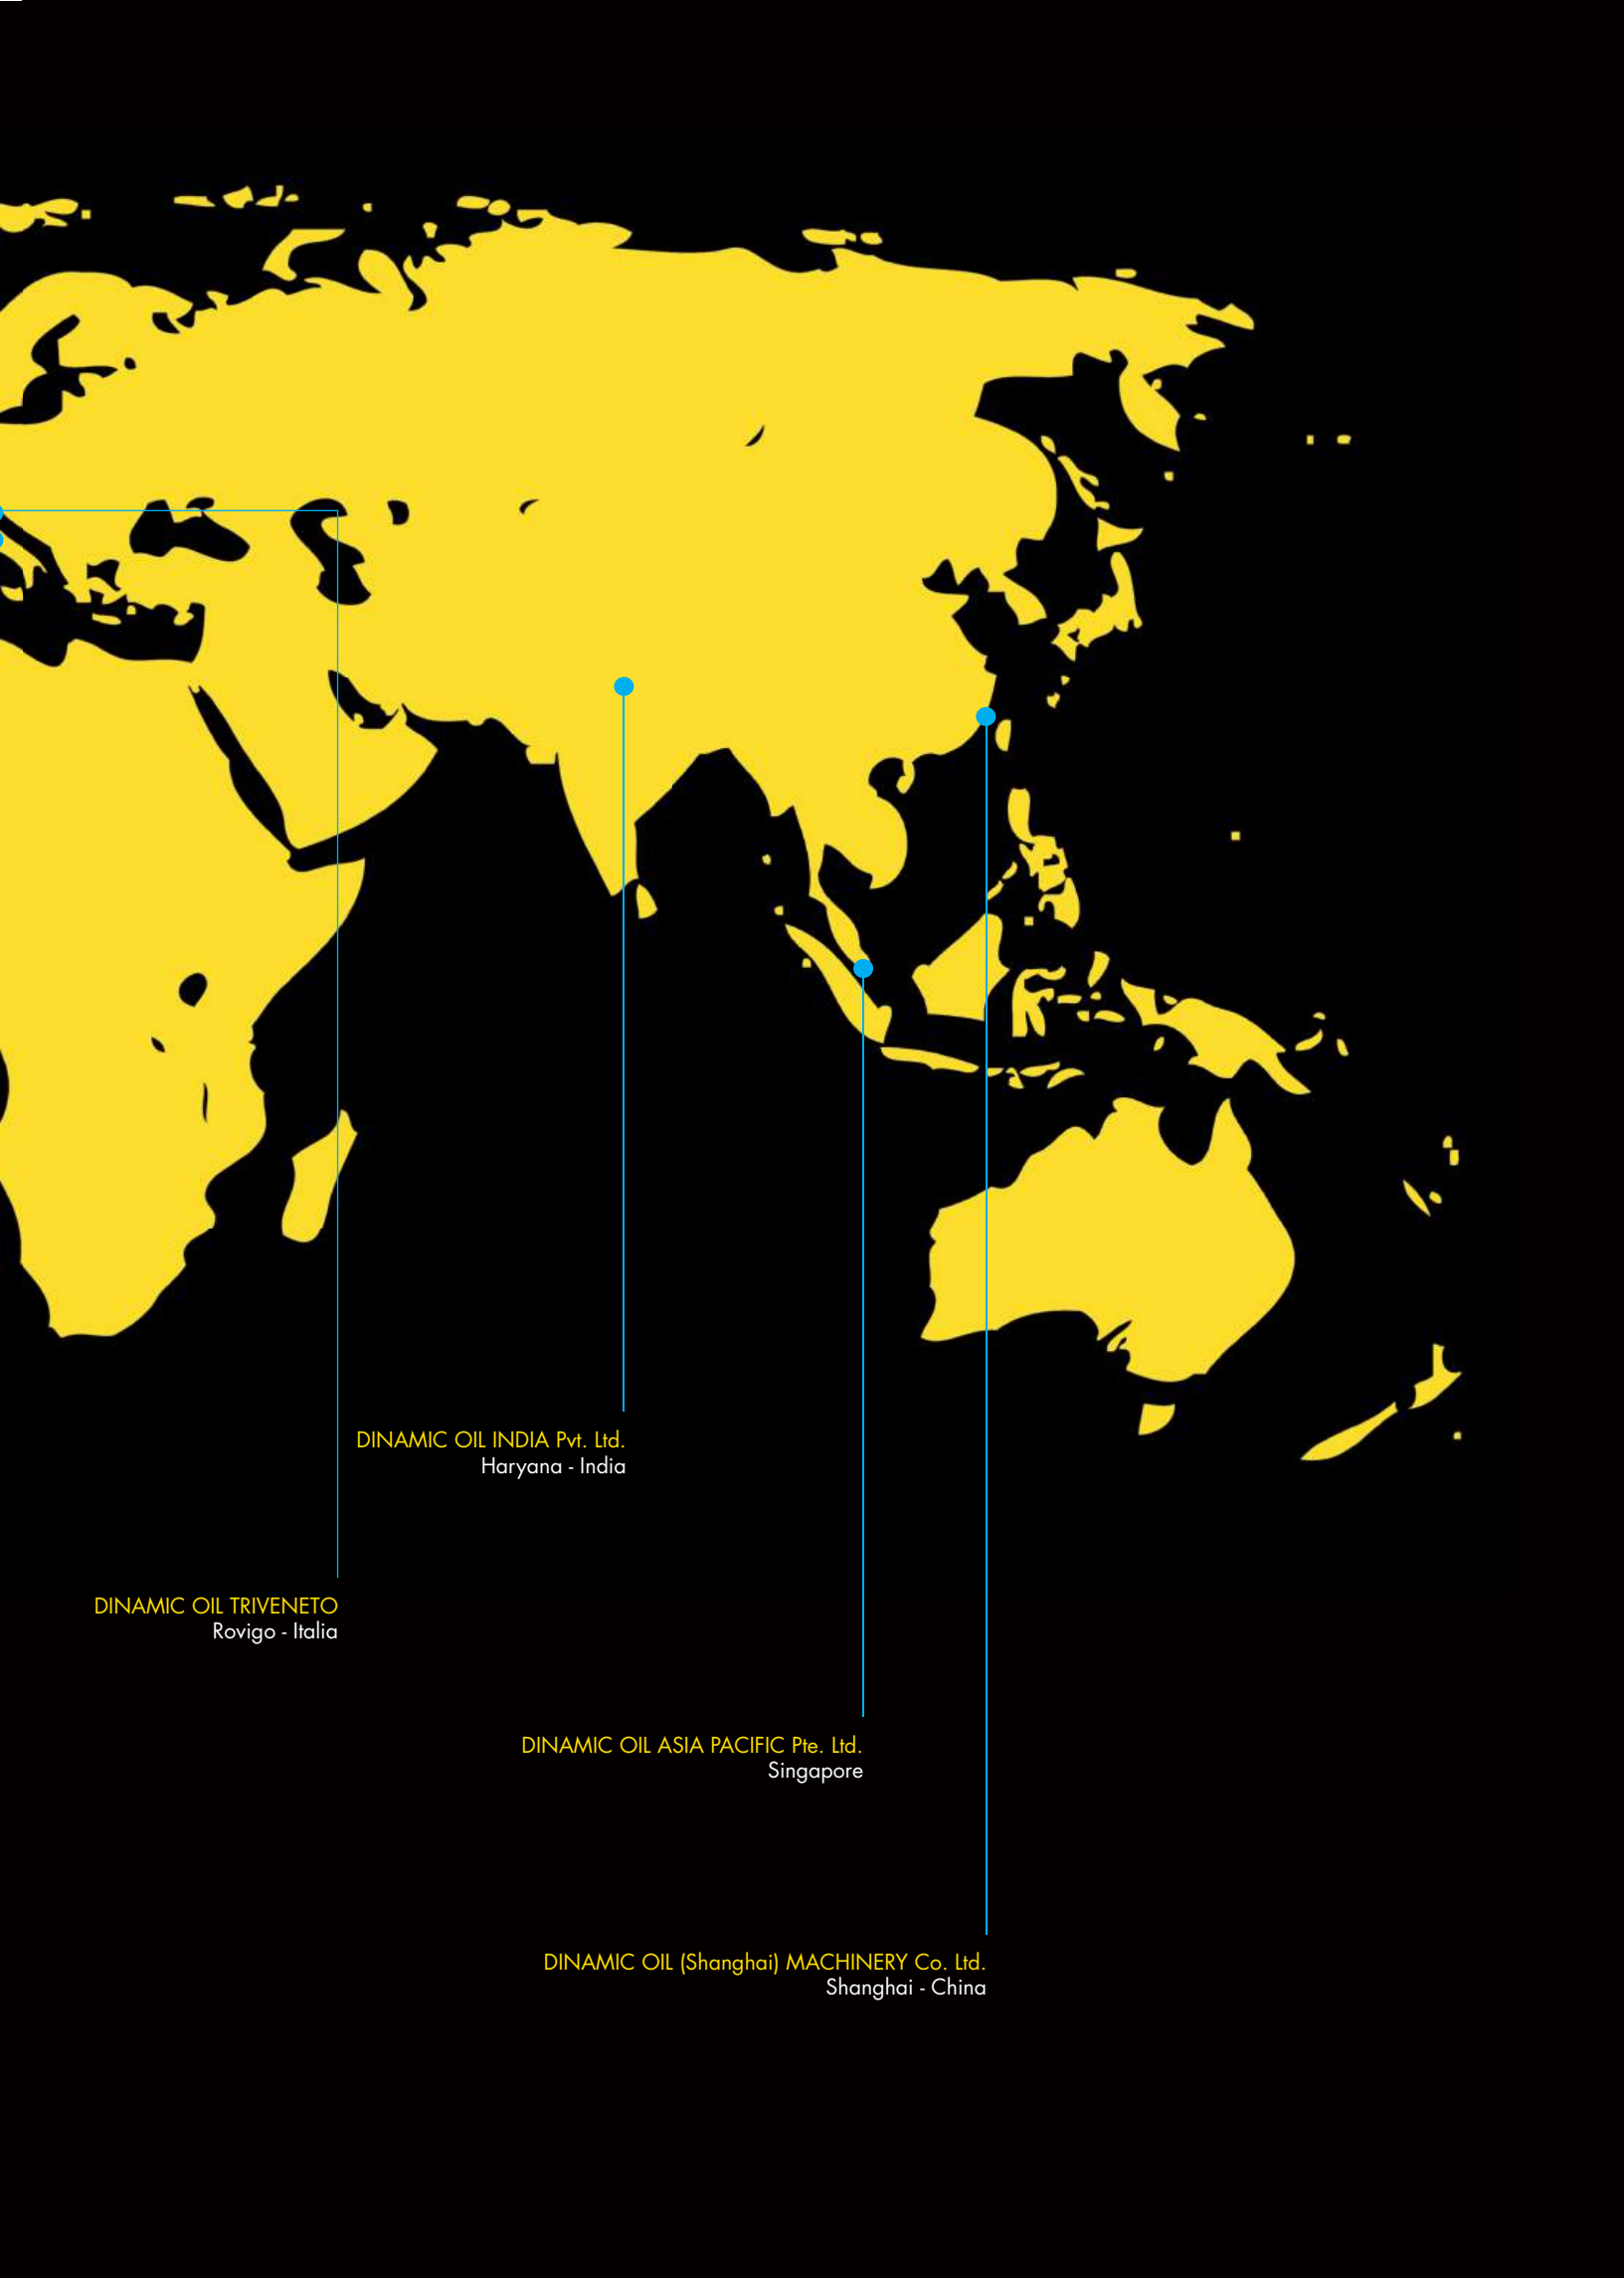 DINAMIC OIL INDIA Pvt. Ltd.
Haryana - India
DINAMIC OIL TRIVENETO
Rovigo - Italia
DINAMIC OIL ASIA PACIFIC Pte. Ltd.
Singapore
DINAMIC OIL (Shanghai) MACHINERY Co. Ltd.
Shanghai - China